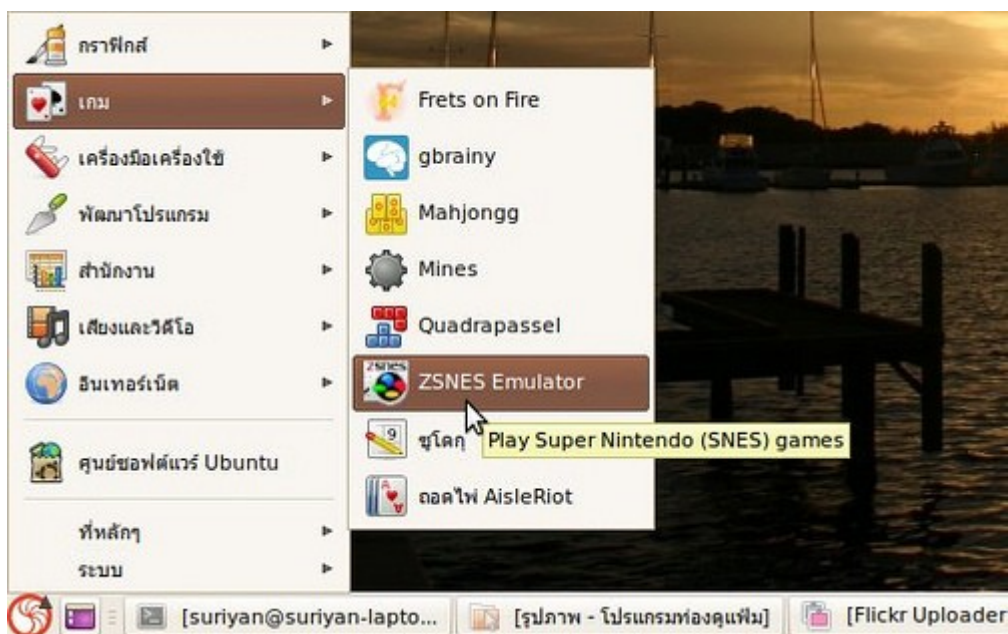 กราฟิกส์
เกม
เครื่องมือเครื่องใช้
พัฒนาโปรแกรม
สำนักงาน
เสียงและวิดีโอ
อินเทอร์เน็ต
ศูนย์ซอฟต์แวร์ Ubuntu
ที่หลักๆ
ระบบ
Frets on Fire
gbrainy
Mahjongg
Mines
Quadrapassel
ZSNES Emulator
ซูโดกุ
Play Super Nintendo (SNES) games
ถอดไพ่ AisleRiot
[suriyan@suriyan-lapto...
[รูปภาพ - โปรแกรมท่องดูแฟ้ม]
[Flickr Uploader